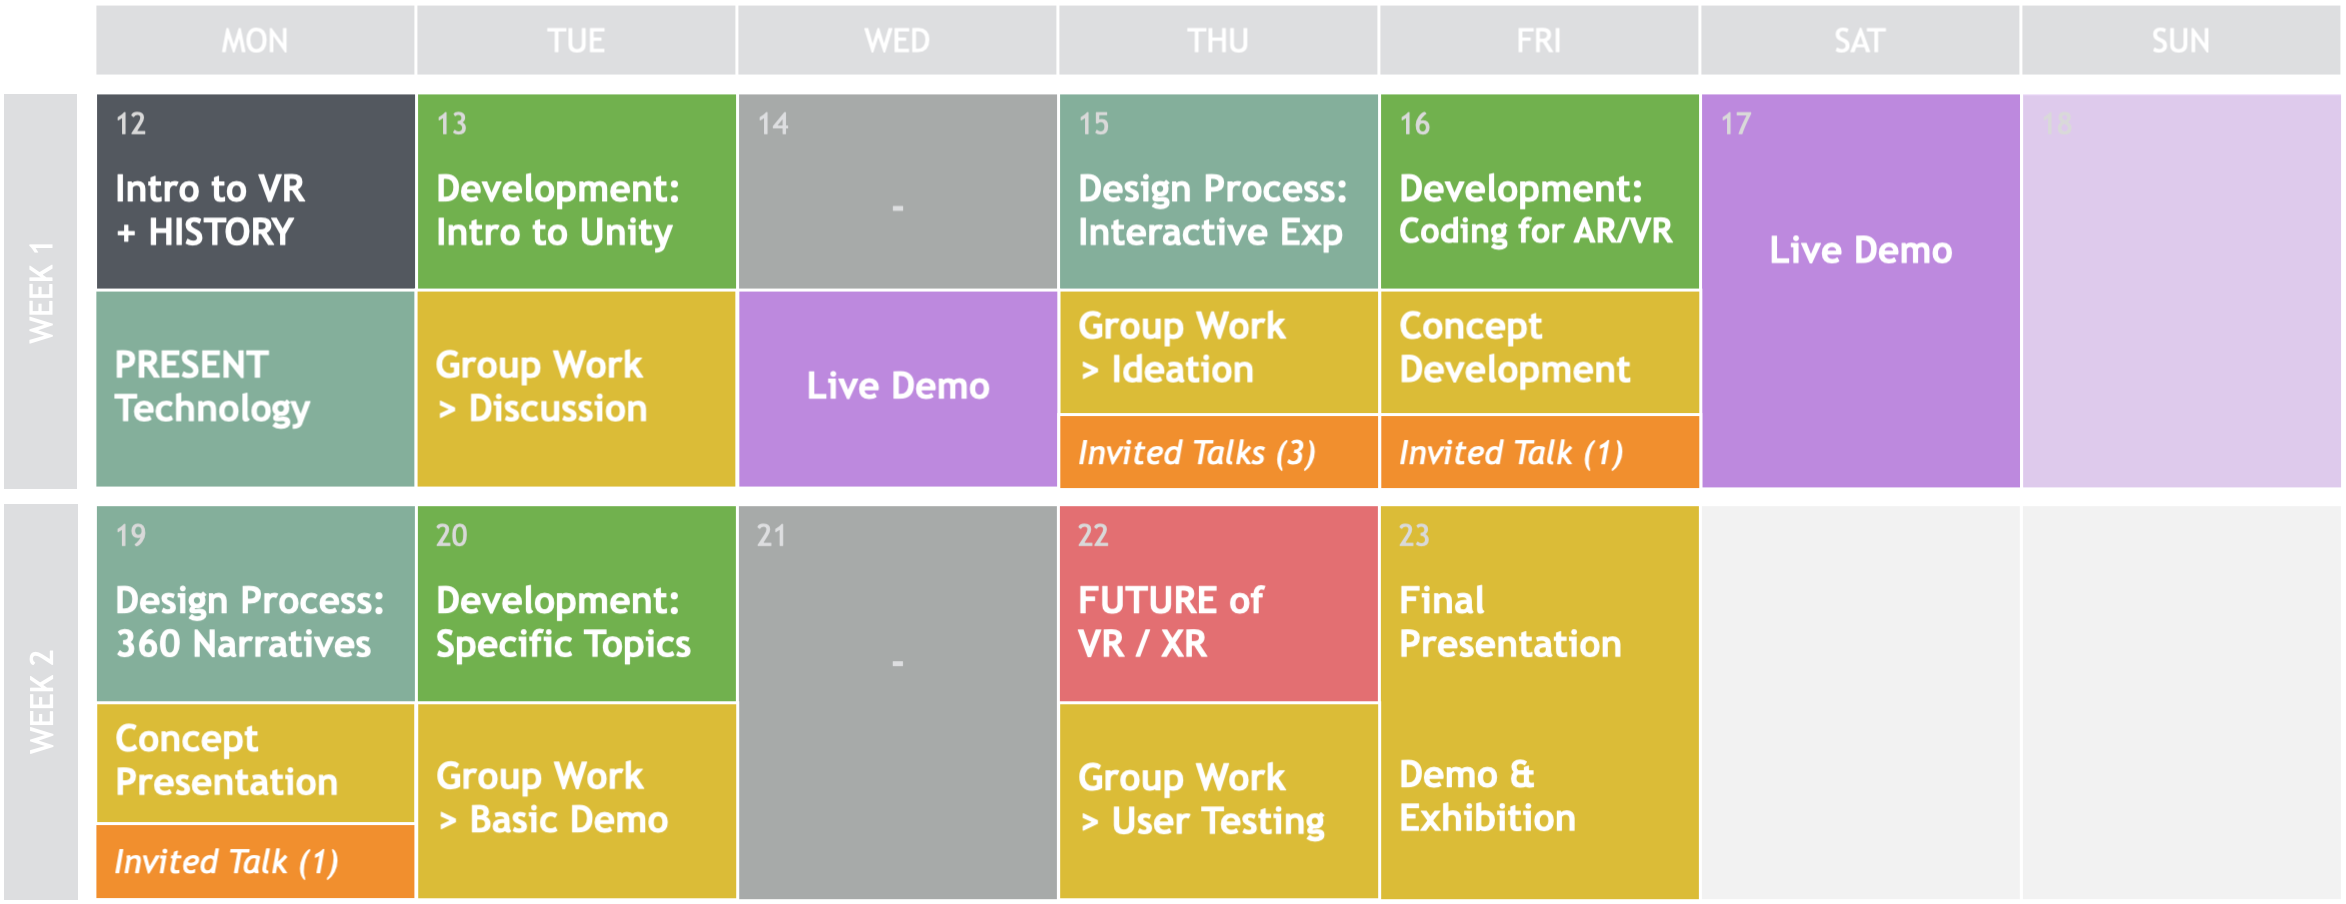 MON
TUE
WED
THU
FRI
SAT
SUN
WEEK 1
12
Intro to VR
+ HISTORY
PRESENT
Technology
13
Development:
Intro to Unity
Group Work
> Discussion
14
-
Live Demo
15
Design Process:
Interactive Exp
Group Work
> Ideation
Invited Talks (3)
16
Development:
Coding for AR/VR
Concept
Development
Invited Talk (1)
17
Live Demo
18
WEEK 2
19
Design Process:
360 Narratives
Concept
Presentation
Invited Talk (1)
20
Development:
Specific Topics
Group Work
> Basic Demo
21
-
22
FUTURE of
VR / XR
Group Work
> User Testing
23
Final
Presentation
Demo &
Exhibition